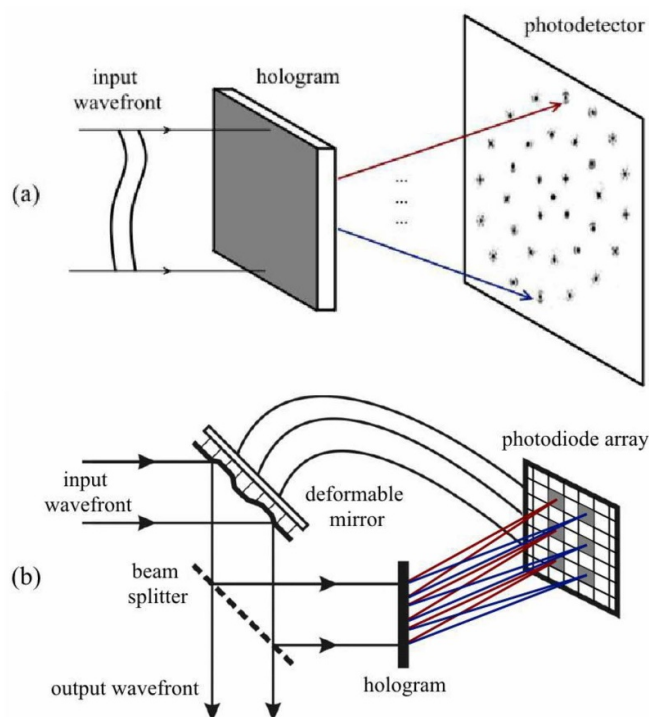 photodetector
input
wavefront
hologram
(a)
...
...
...
photodiode array
input
wavefront
deformable
mirror
(b)
beam
splitter
output wavefront
hologram